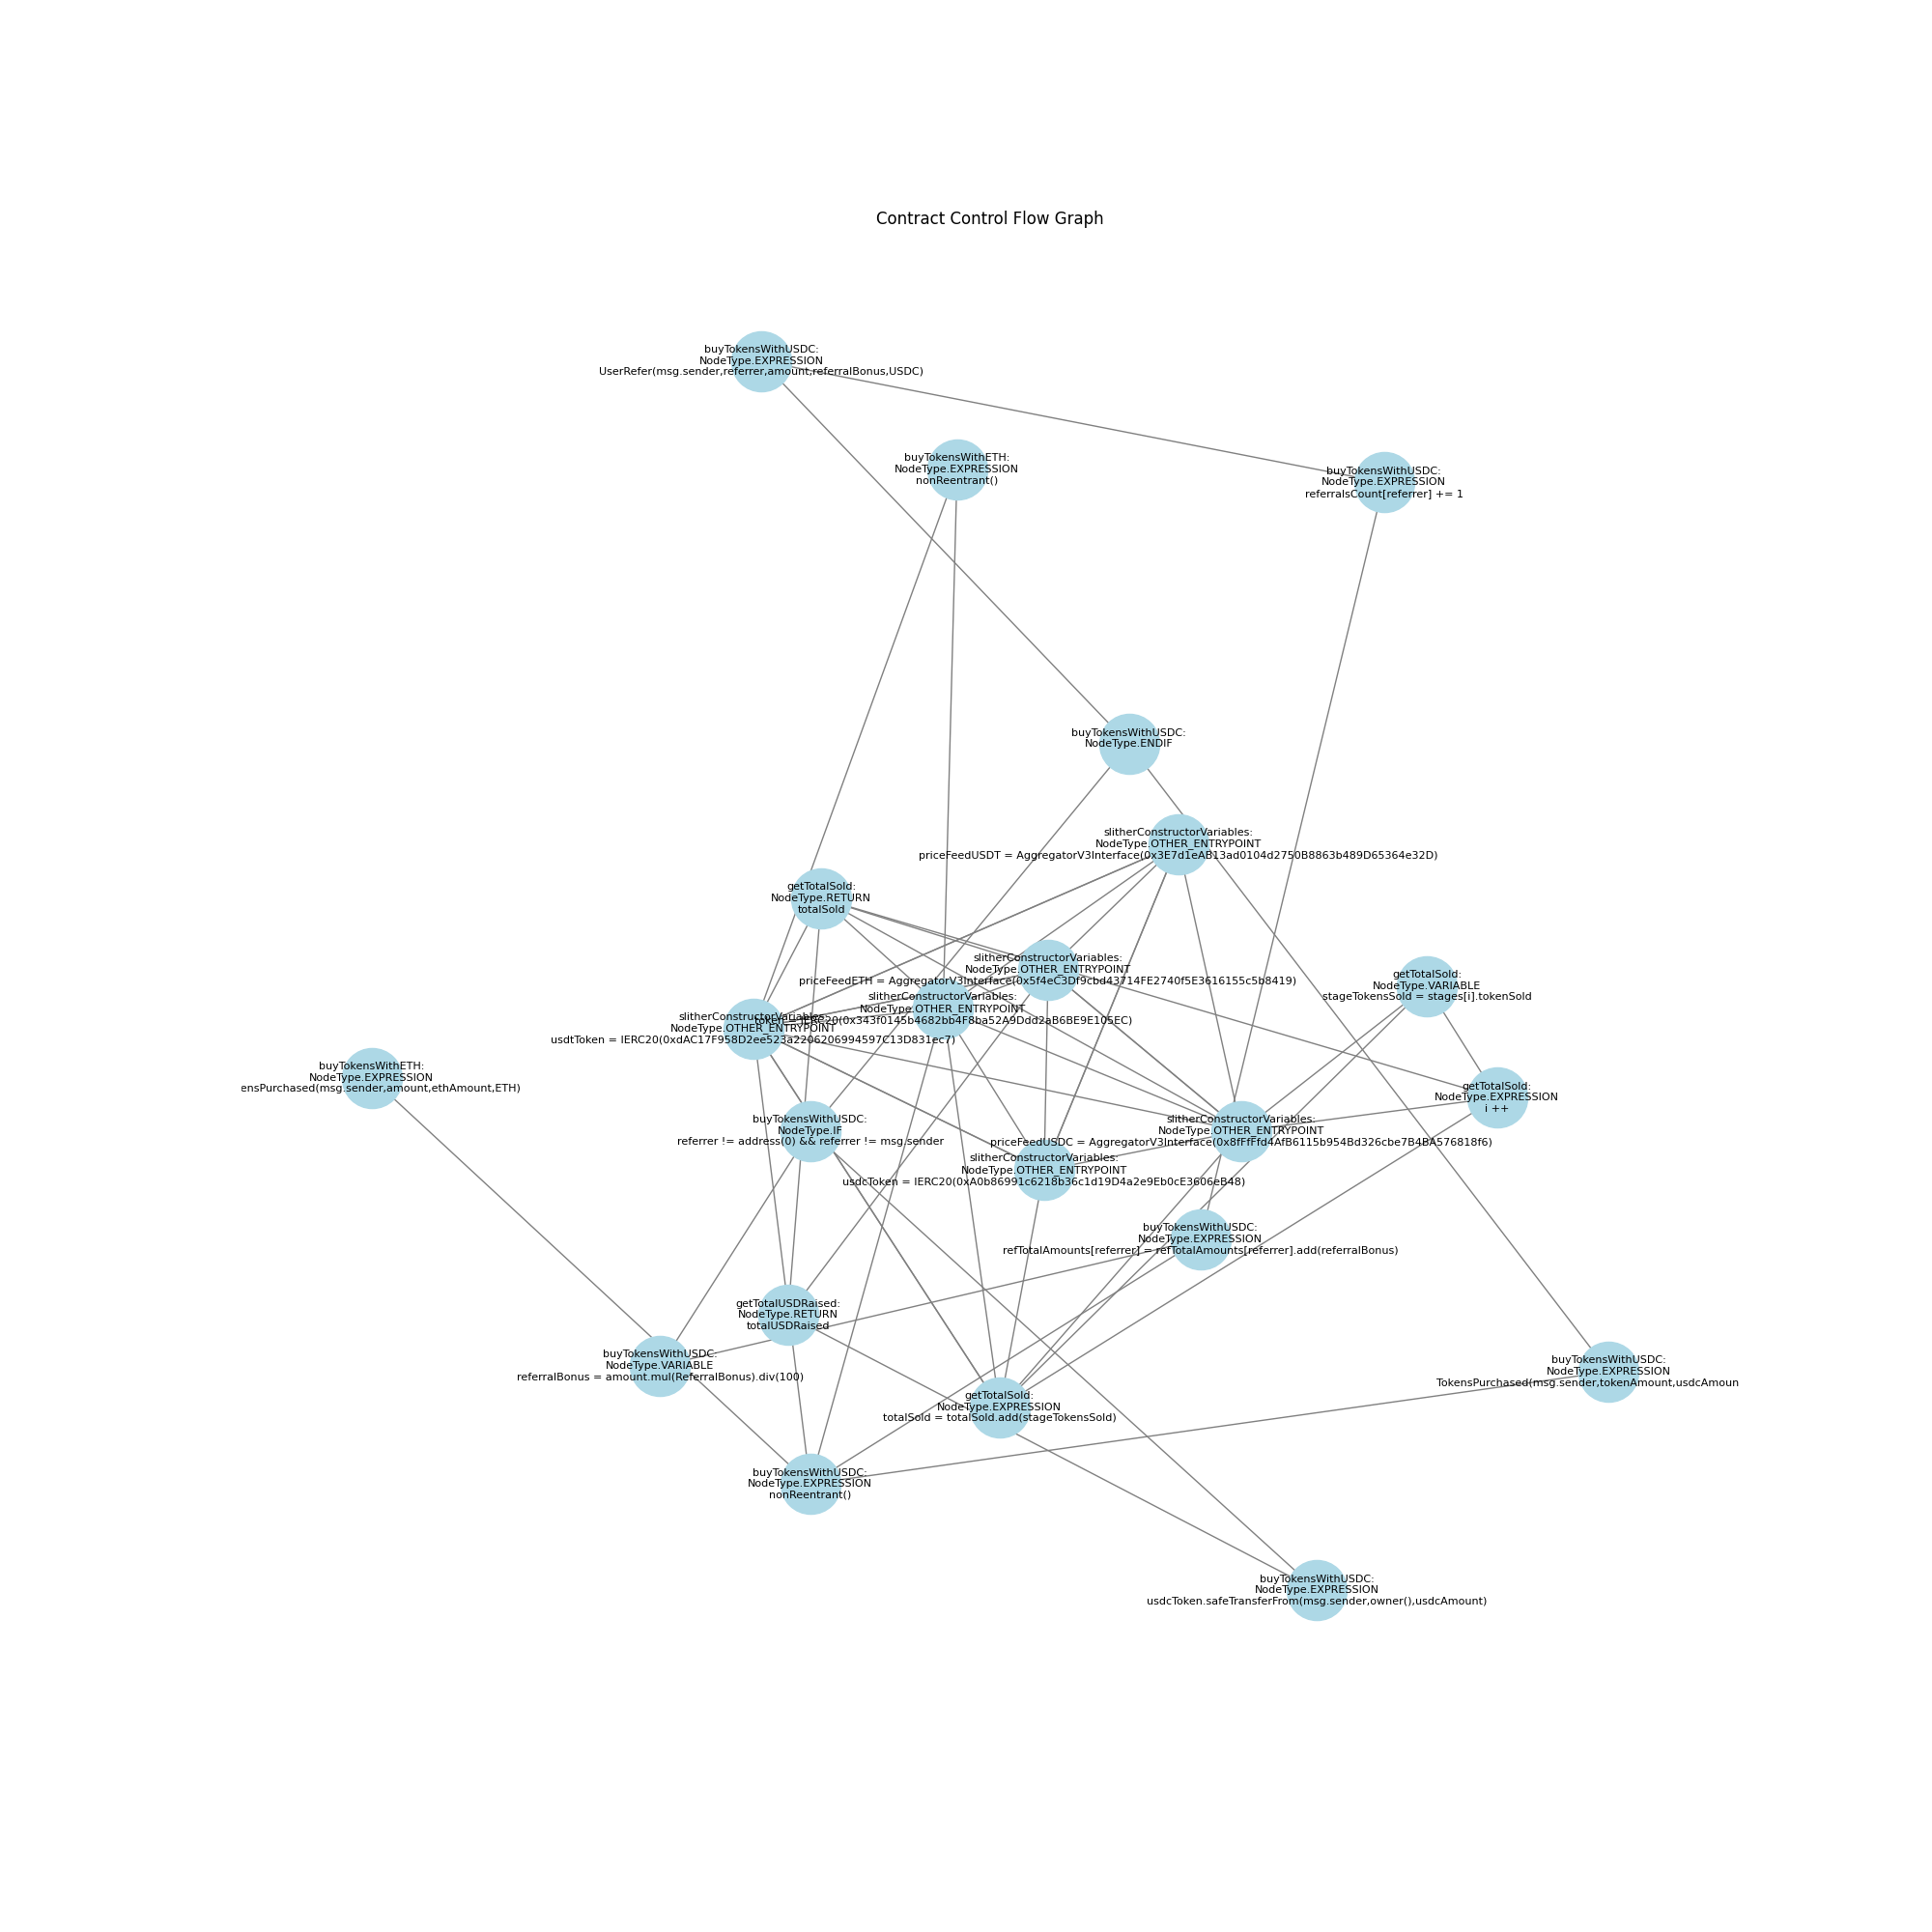 Contract Control Flow Graph
buyTokensWithUSDC:
NodeType.EXPRESSION
UserRefer(msg.sender,referrer,amount,referralBonus,USDC)
buyTokensWithETH:
NodeType.EXPRESSION
nonReentrant()
buyTokensWithUSDC:
NodeType.EXPRESSION
referralsCount[referrer] += 1
buyTokensWithUSDC:
NodeType.ENDIF
slitherConstructorVariables:
NodeType.OTHER_ENTRYPOINT
priceFeedUSDT = AggregatorV3Interface(0x3E7d1eAB13ad0104d2750B8863b489D65364e32D)
getTotalSold:
NodeType.RETURN
totalSold
slitherConstructorVariables:
NodeType.OTHER_ENTRYPOINT
priceFeedETH = AggregatorV3Interface(0x5f4eC3Df9cbd43714FE2740f5E3616155c5b8419)
getTotalSold:
NodeType.VARIABLE
stageTokensSold = stages[i].tokenSold
slitherConstructorVariables:
NodeType.OTHER_ENTRYPOINT
token = IERC20(0x343f0145b4682bb4F8ba52A9Ddd2aB6BE9E105EC)
slitherConstructorVariables:
NodeType.OTHER_ENTRYPOINT
usdtToken = IERC20(0xdAC17F958D2ee523a2206206994597C13D831ec7)
buyTokensWithETH:
NodeType.EXPRESSION
ensPurchased(msg.sender,amount,ethAmount,ETH)
getTotalSold:
NodeType.EXPRESSION
i ++
buyTokensWithUSDC:
NodeType.IF
referrer != address(0) && referrer != msg.sender
slitherConstructorVariables:
NodeType.OTHER_ENTRYPOINT
priceFeedUSDC = AggregatorV3Interface(0x8fFfFfd4AfB6115b954Bd326cbe7B4BA576818f6)
slitherConstructorVariables:
NodeType.OTHER_ENTRYPOINT
usdcToken = IERC20(0xA0b86991c6218b36c1d19D4a2e9Eb0cE3606eB48)
buyTokensWithUSDC:
NodeType.EXPRESSION
refTotalAmounts[referrer] = refTotalAmounts[referrer].add(referralBonus)
getTotalUSDRaised:
NodeType.RETURN
totalUSDRaised
buyTokensWithUSDC:
NodeType.VARIABLE
referralBonus = amount.mul(ReferralBonus).div(100)
buyTokensWithUSDC:
NodeType.EXPRESSION
TokensPurchased(msg.sender,tokenAmount,usdcAmoun
getTotalSold:
NodeType.EXPRESSION
totalSold = totalSold.add(stageTokensSold)
buyTokensWithUSDC:
NodeType.EXPRESSION
nonReentrant()
buyTokensWithUSDC:
NodeType.EXPRESSION
usdcToken.safeTransferFrom(msg.sender,owner(),usdcAmount)